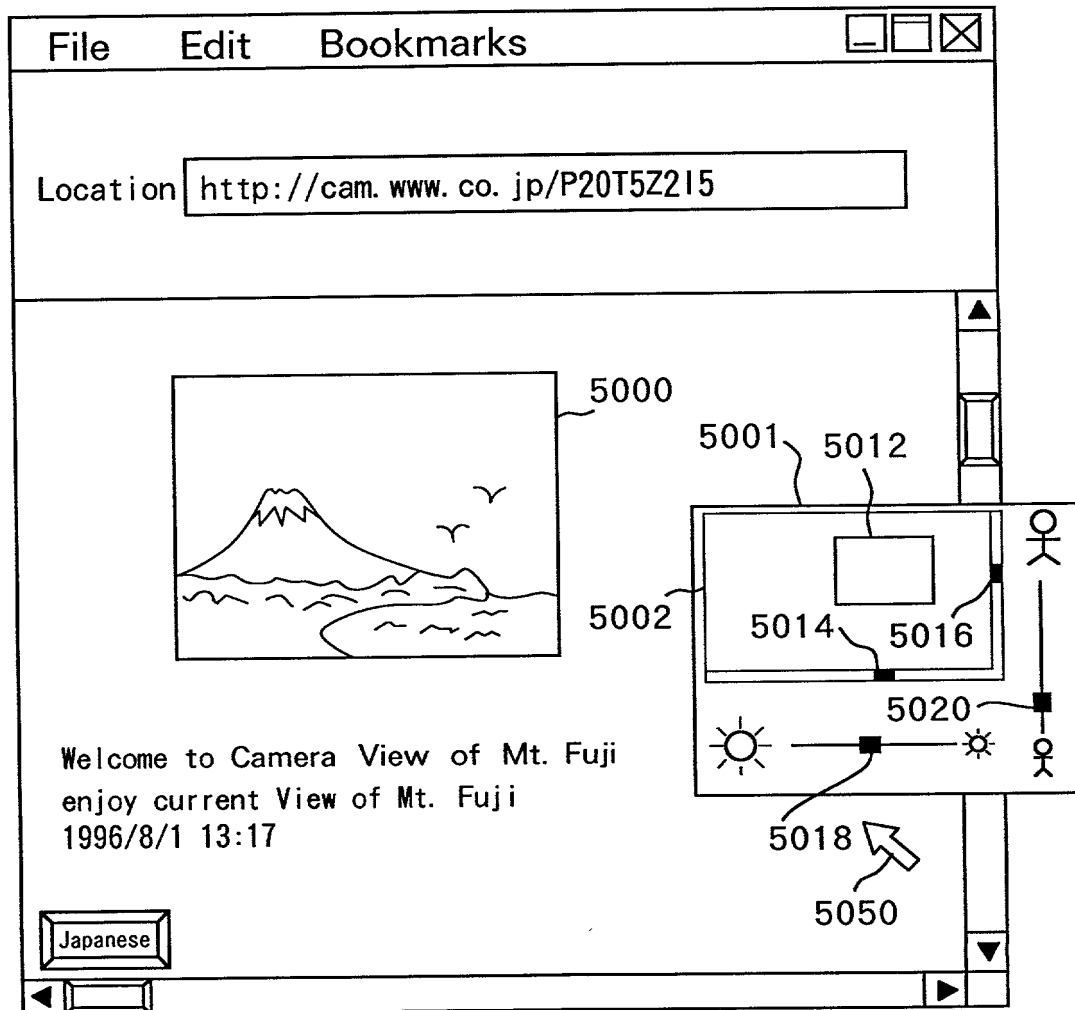 File Edit Bookmarks
Location http://cam.www.co.jp/P20T5Z2I5
5000
5001
5012
5002
5014
5016
5020
Welcome to Camera View of Mt. Fuji
enjoy current View of Mt. Fuji
1996/8/1 13:17
5018
5050
Japanese